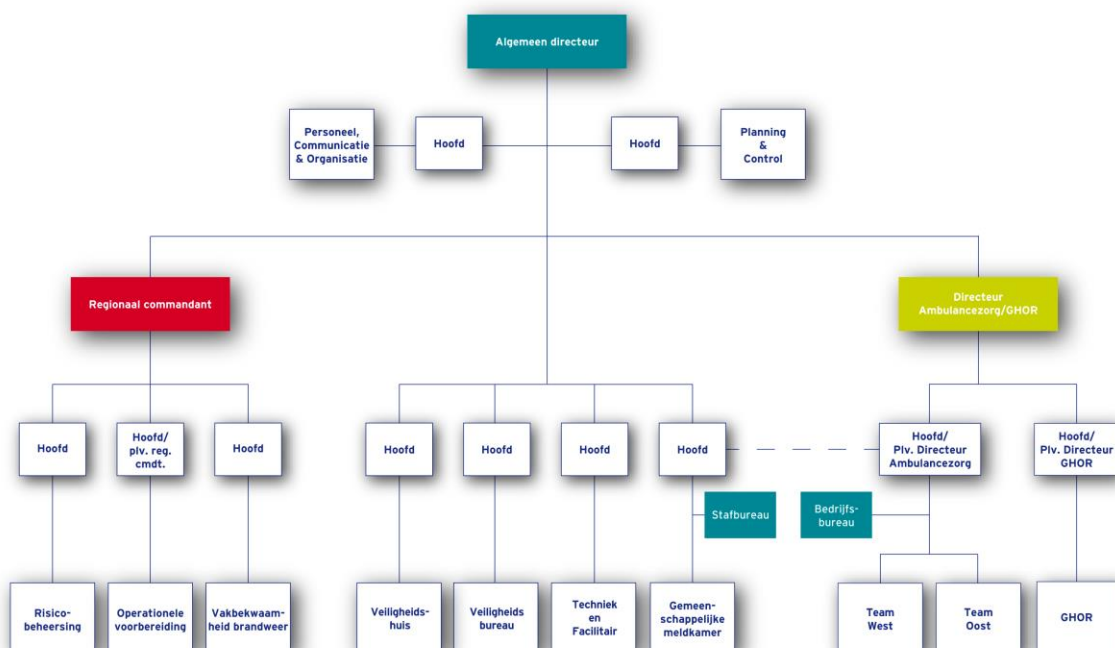 Algemeen directeur
Personeel,
Communicatie
& Organisatie
Hoofd
Hoofd
Planning
&
Control
Regionaal commandant
Directeur
Ambulancezorg/GHOR
Hoofd
Hoofd/
plv. reg.
cmdt.
Hoofd
Hoofd
Hoofd
Hoofd
Hoofd
Hoofd/
Plv. Directeur
Ambulancezorg
Hoofd/
Plv. Directeur
GHOR
Stafbureau
Bedrijfs-
bureau
Risico-
beheersing
Operationele
voorbereiding
Vakbekwaam-
heid brandweer
Veiligheids-
huis
Veiligheids
bureau
Techniek
en
Facilitair
Gemeen-
schappelijke
meldkamer
Team
West
Team
Oost
GHOR